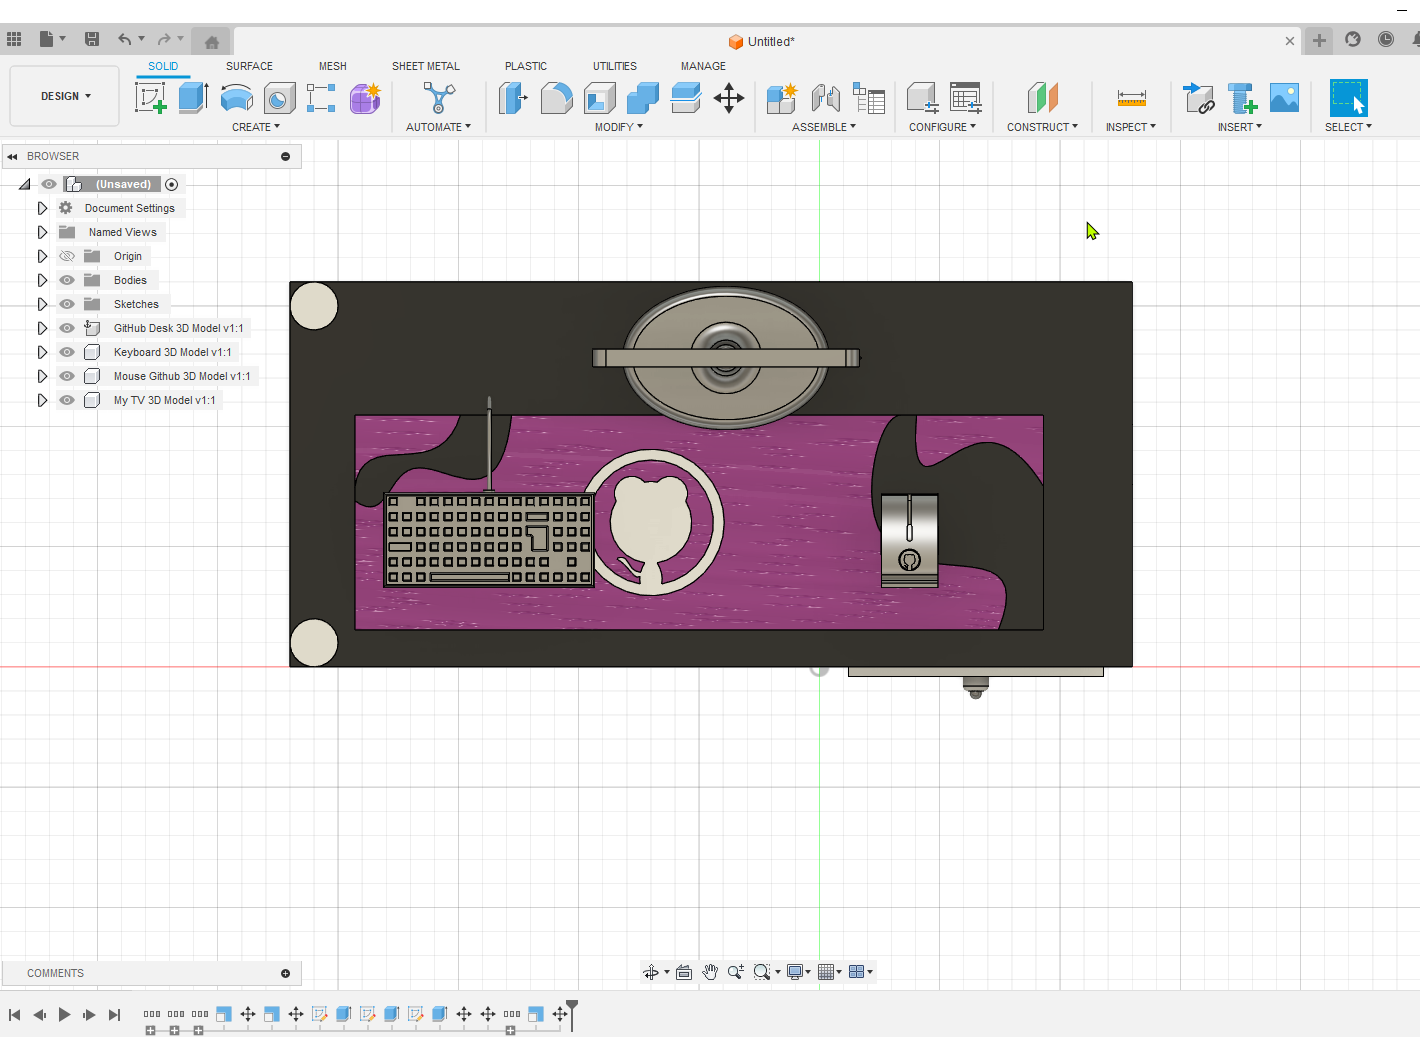 Untitled*
SOLID SURFACE MESH SHEET METAL PLASTIC UTILITIES MANAGE
DESIGN
CREATE AUTOMATE MODIFY ASSEMBLE CONFIGURE CONSTRUCT INSPECT INSERT SELECT
BROWSER
(Unsaved)
Document Settings
Named Views
Origin
Bodies
Sketches
GitHub Desk 3D Model v1:1
Keyboard 3D Model v1:1
Mouse Github 3D Model v1:1
My TV 3D Model v1:1
COMMENTS